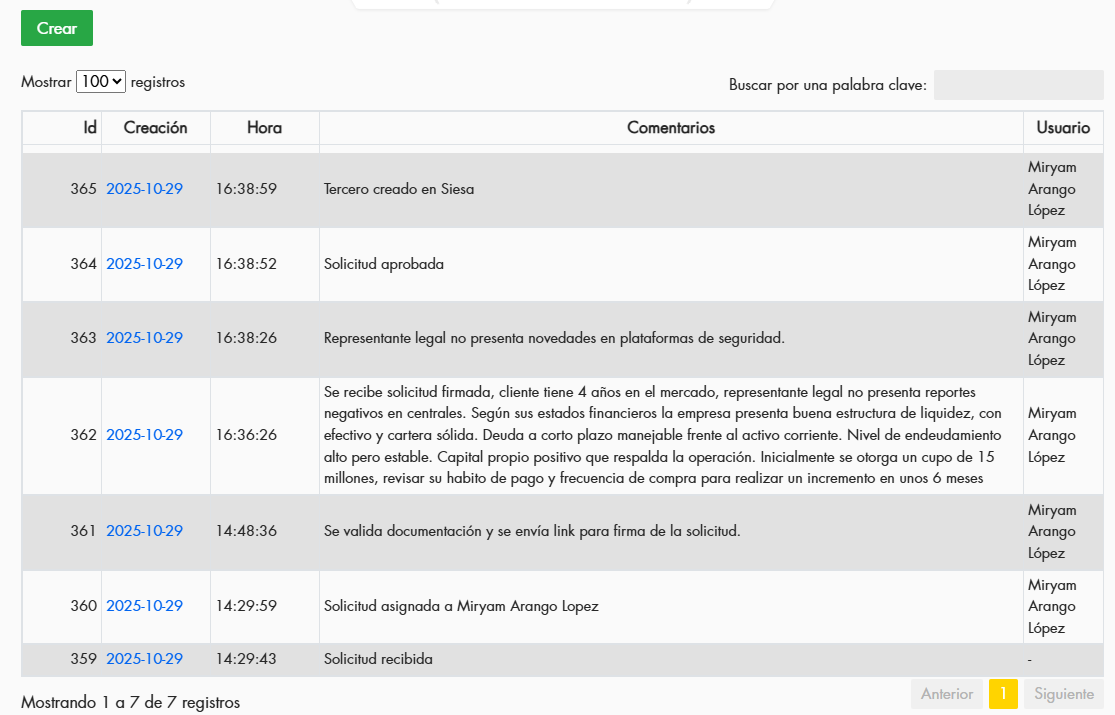 Crear
Mostrar 100 registros
Buscar por una palabra clave:
Id Creación Hora Comentarios Usuario
365 2025-10-29 16:38:59 Tercero creado en Siesa Miryam Arango López
364 2025-10-29 16:38:52 Solicitud aprobada Miryam Arango López
363 2025-10-29 16:38:26 Representante legal no presenta novedades en plataformas de seguridad. Miryam Arango López
362 2025-10-29 16:36:26 Se recibe solicitud firmada, cliente tiene 4 años en el mercado, representante legal no presenta reportes
negativos en centrales. Según sus estados financieros la empresa presenta buena estructura de liquidez, con
efectivo y cartera sólida. Deuda a corto plazo manejable frente al activo corriente. Nivel de endeudamiento
alto pero estable. Capital propio positivo que respalda la operación. Inicialmente se otorga un cupo de 15
millones, revisar su habito de pago y frecuencia de compra para realizar un incremento en unos 6 meses
Miryam Arango López
361 2025-10-29 14:48:36 Se valida documentación y se envía link para firma de la solicitud. Miryam Arango López
360 2025-10-29 14:29:59 Solicitud asignada a Miryam Arango Lopez Miryam Arango López
359 2025-10-29 14:29:43 Solicitud recibida -
Mostrando 1 a 7 de 7 registros
Anterior 1 Siguiente